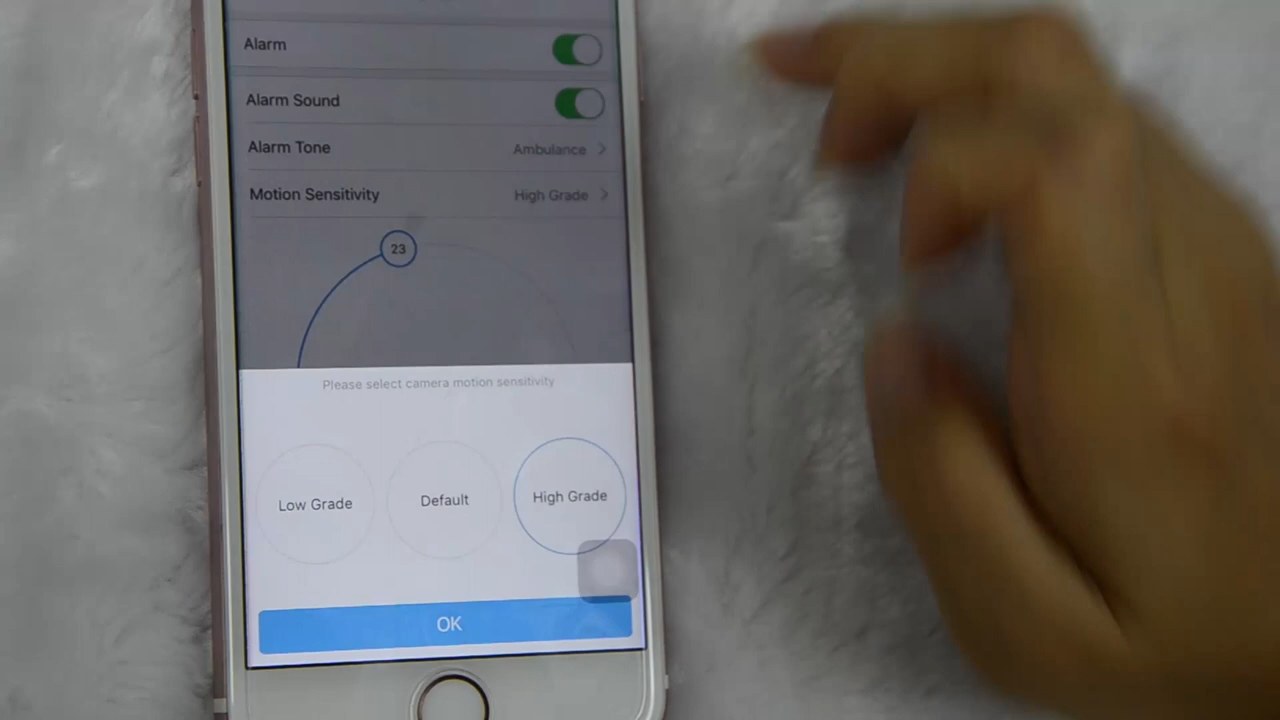 Alarm
Alarm Sound
Alarm Tone Ambulance
Motion Sensitivity High Grade
23
Please select camera motion sensitivity
Low Grade Default High Grade
OK